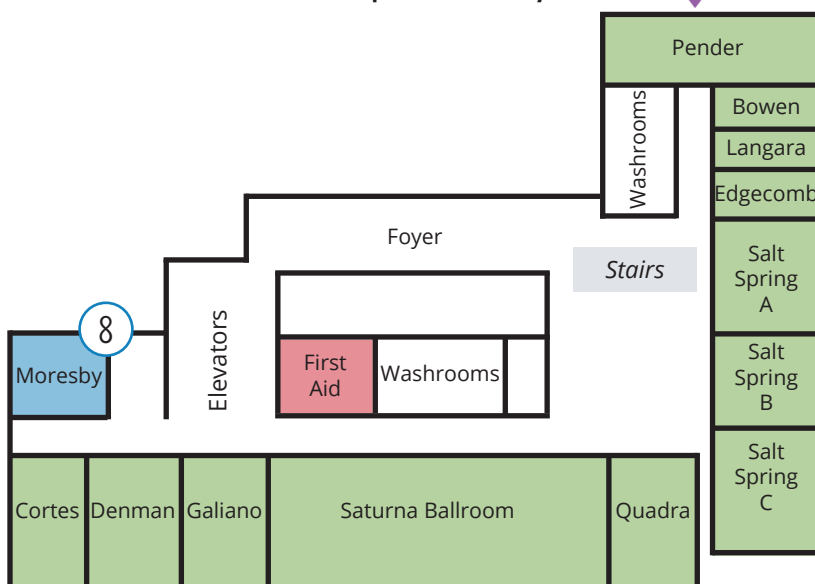 Pender
Washrooms
Bowen
Langara
Edgecomb
Foyer
Stairs
Salt
Spring
A
8
Moresby
Elevators
First
Aid
Washrooms
Salt
Spring
B
Salt
Spring
C
Cortes
Denman
Galiano
Saturna Ballroom
Quadra